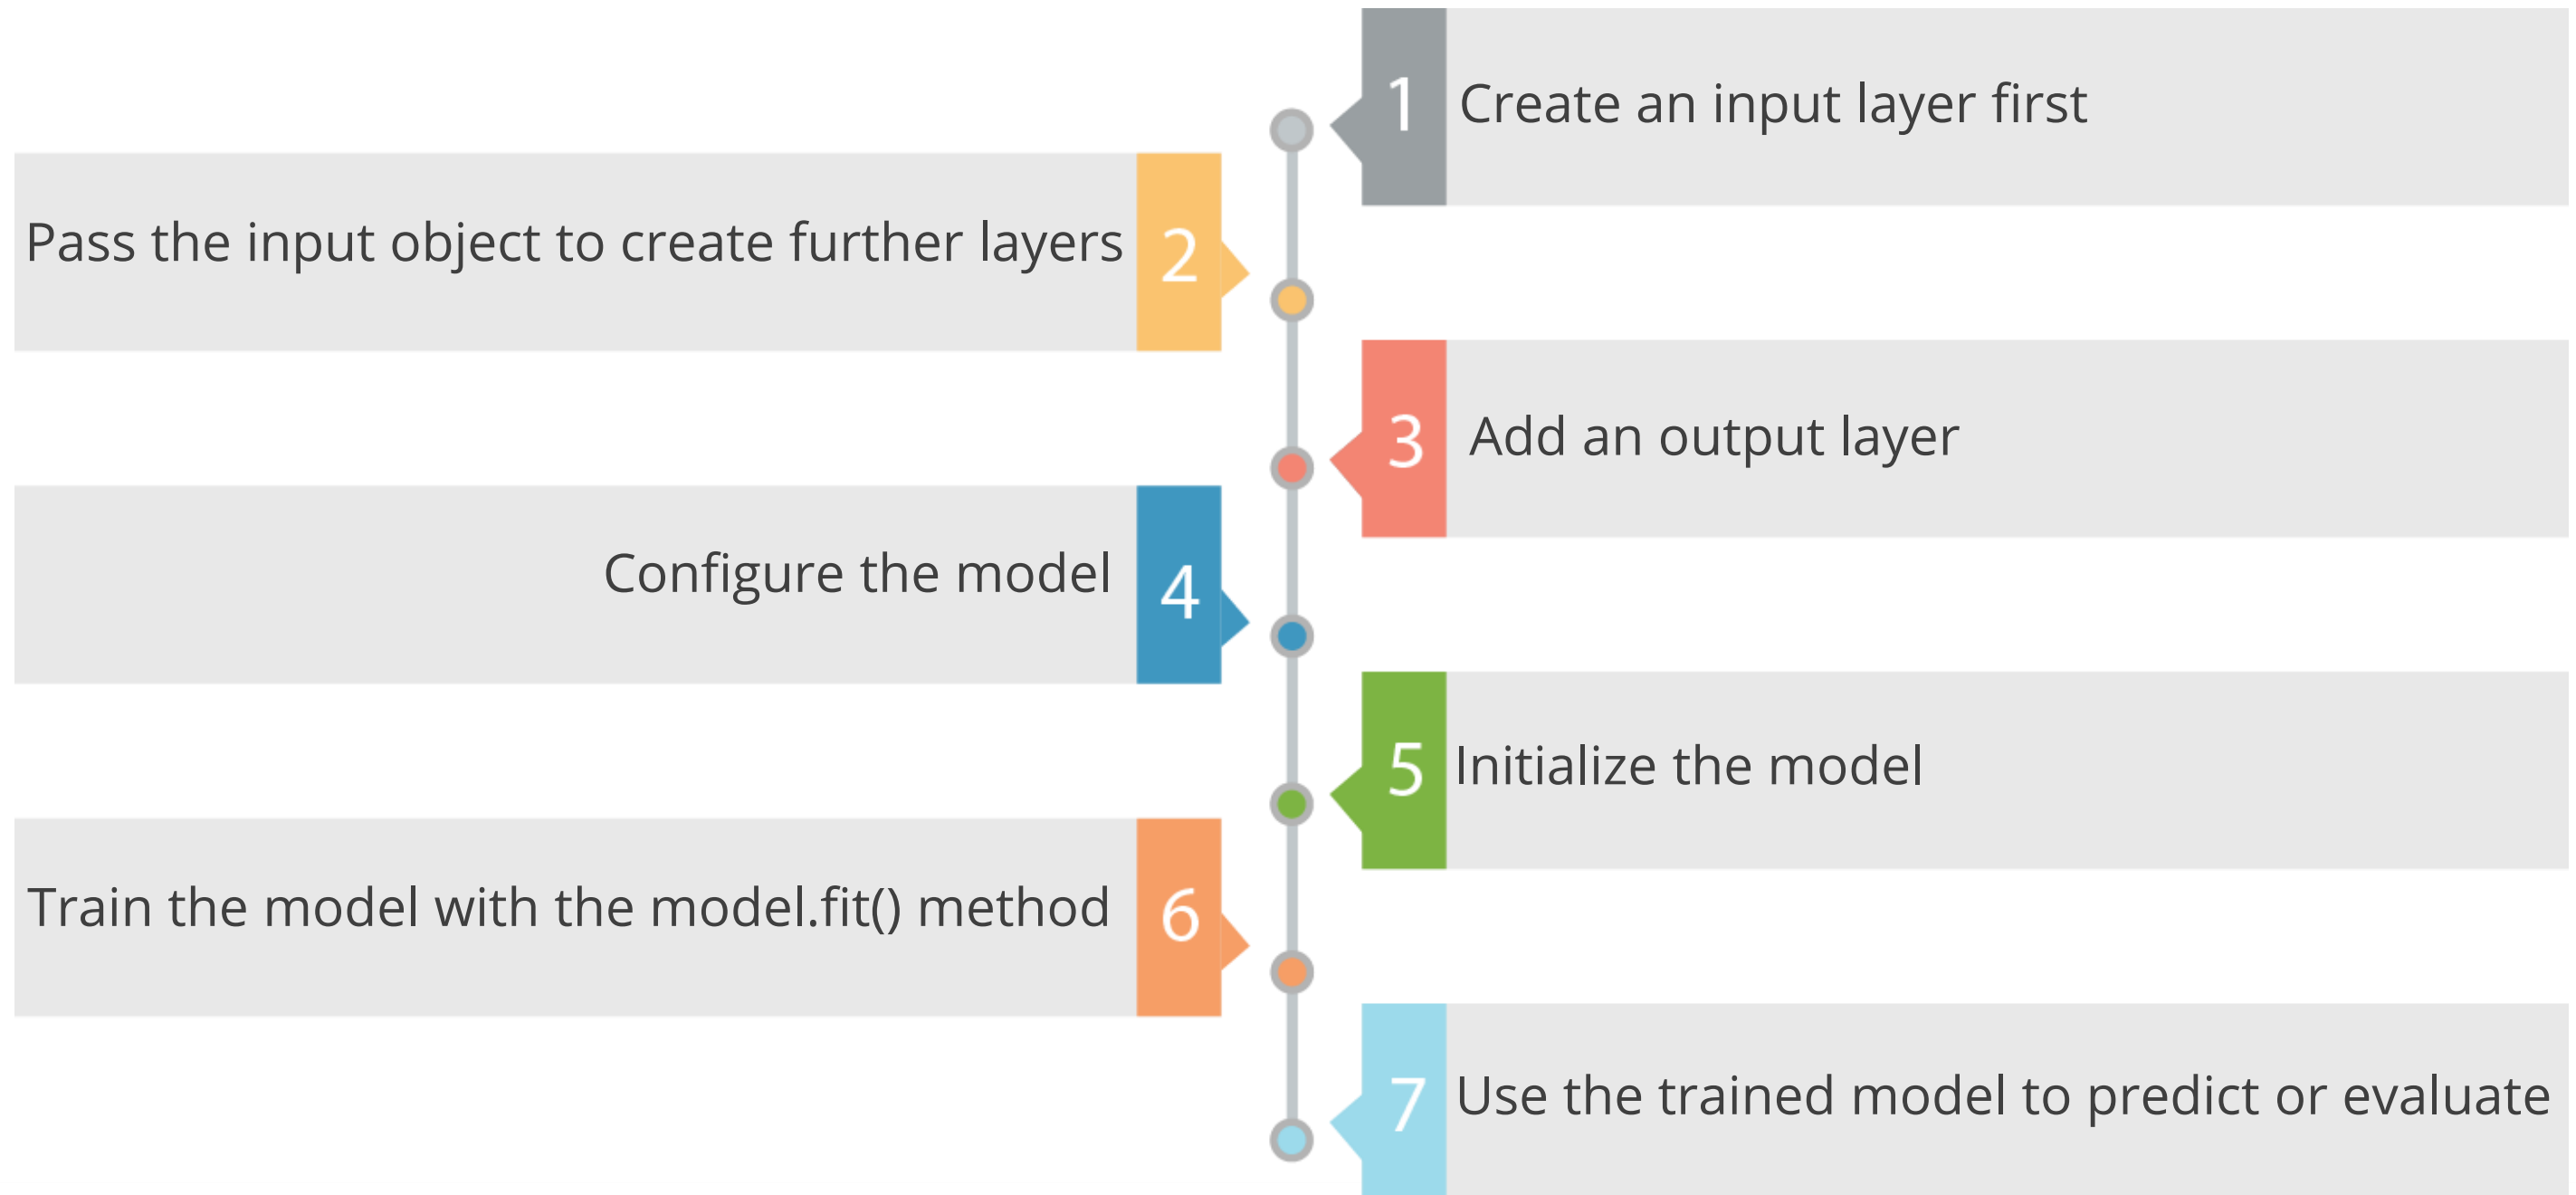 1 Create an input layer first
Pass the input object to create further layers 2
3 Add an output layer
Configure the model 4
5 Initialize the model
Train the model with the model.fit() method 6
7 Use the trained model to predict or evaluate